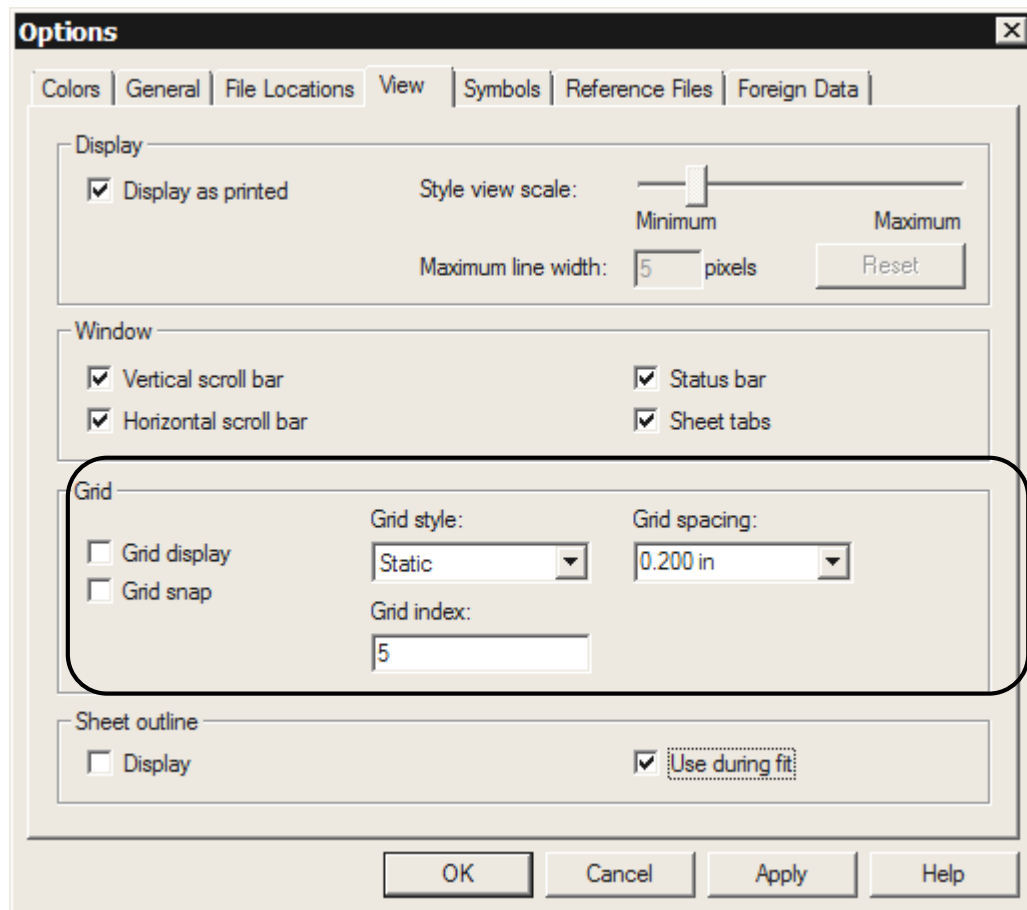 Options
Colors General File Locations View Symbols Reference Files Foreign Data
Display
Display as printed
Style view scale:
Minimum Maximum
Maximum line width: 5 pixels Reset
Window
Vertical scroll bar Status bar
Horizontal scroll bar Sheet tabs
Grid
Grid style: Grid spacing:
Grid display Static 0.200 in
Grid snap
Grid index:
5
Sheet outline
Display Use during fit
OK Cancel Apply Help